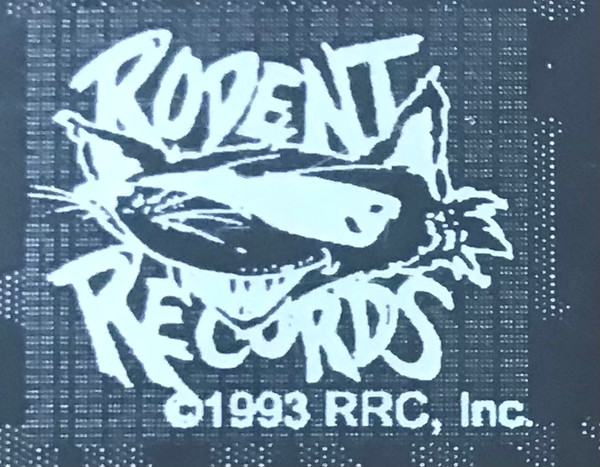 RODENT
RECORDS
©1993 RRC, Inc.